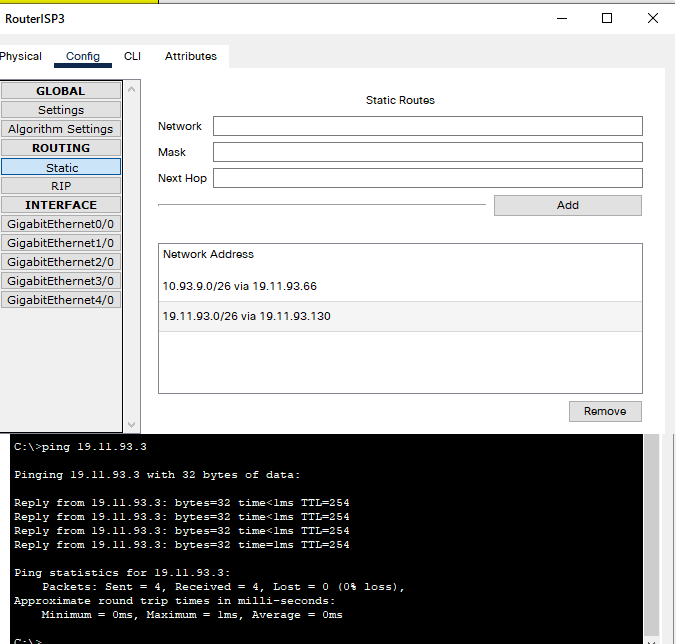 RouterISP3
Physical Config CLI Attributes
GLOBAL
Settings
Algorithm Settings
ROUTING
Static
RIP
INTERFACE
GigabitEthernet0/0
GigabitEthernet1/0
GigabitEthernet2/0
GigabitEthernet3/0
GigabitEthernet4/0
Static Routes
Network
Mask
Next Hop
Add
Network Address
10.93.9.0/26 via 19.11.93.66
19.11.93.0/26 via 19.11.93.130
Remove
C:\>ping 19.11.93.3
Pinging 19.11.93.3 with 32 bytes of data:
Reply from 19.11.93.3: bytes=32 time<1ms TTL=254
Reply from 19.11.93.3: bytes=32 time<1ms TTL=254
Reply from 19.11.93.3: bytes=32 time<1ms TTL=254
Reply from 19.11.93.3: bytes=32 time=1ms TTL=254
Ping statistics for 19.11.93.3:
Packets: Sent = 4, Received = 4, Lost = 0 (0% loss),
Approximate round trip times in milli-seconds:
Minimum = 0ms, Maximum = 1ms, Average = 0ms
C:\>